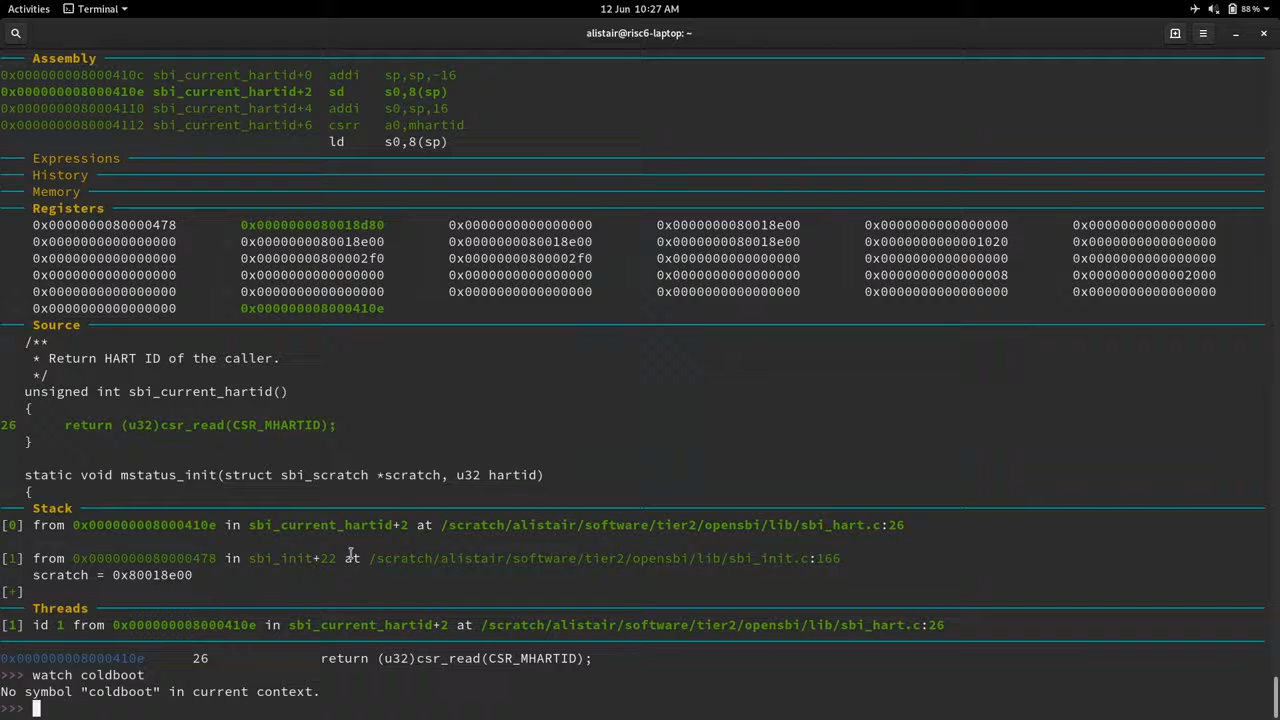 Activities Terminal 12 Jun 10:27 AM 88%
alistair@risc6-laptop: ~
Assembly
0x000000008000410c sbi_current_hartid+0 addi sp,sp,-16
0x000000008000410e sbi_current_hartid+2 sd s0,8(sp)
0x0000000080004110 sbi_current_hartid+4 addi s0,sp,16
0x0000000080004112 sbi_current_hartid+6 csrr a0,mhartid
ld s0,8(sp)
Expressions
History
Memory
Registers
0x0000000080000478 0x0000000080018d80 0x0000000000000000 0x0000000080018e00 0x0000000000000000 0x0000000000000000
0x0000000000000000 0x0000000080018e00 0x0000000080018e00 0x0000000080018e00 0x0000000000001020 0x0000000000000000
0x0000000000000000 0x00000000800002f0 0x00000000800002f0 0x0000000000000000 0x0000000000000000 0x0000000000000000
0x0000000000000000 0x0000000000000000 0x0000000000000000 0x0000000000000000 0x0000000000000008 0x0000000000002000
0x0000000000000000 0x0000000000000000 0x0000000000000000 0x0000000000000000 0x0000000000000000 0x0000000000000000
0x0000000000000000 0x000000008000410e
Source
/**
* Return HART ID of the caller.
*/
unsigned int sbi_current_hartid()
{
26 return (u32)csr_read(CSR_MHARTID);
}
static void mstatus_init(struct sbi_scratch *scratch, u32 hartid)
{
Stack
[0] from 0x000000008000410e in sbi_current_hartid+2 at /scratch/alistair/software/tier2/opensbi/lib/sbi_hart.c:26
[1] from 0x0000000080000478 in sbi_init+22 at /scratch/alistair/software/tier2/opensbi/lib/sbi_init.c:166
scratch = 0x80018e00
[+]
Threads
[1] id 1 from 0x000000008000410e in sbi_current_hartid+2 at /scratch/alistair/software/tier2/opensbi/lib/sbi_hart.c:26
0x000000008000410e 26 return (u32)csr_read(CSR_MHARTID);
>>> watch coldboot
No symbol "coldboot" in current context.
>>>